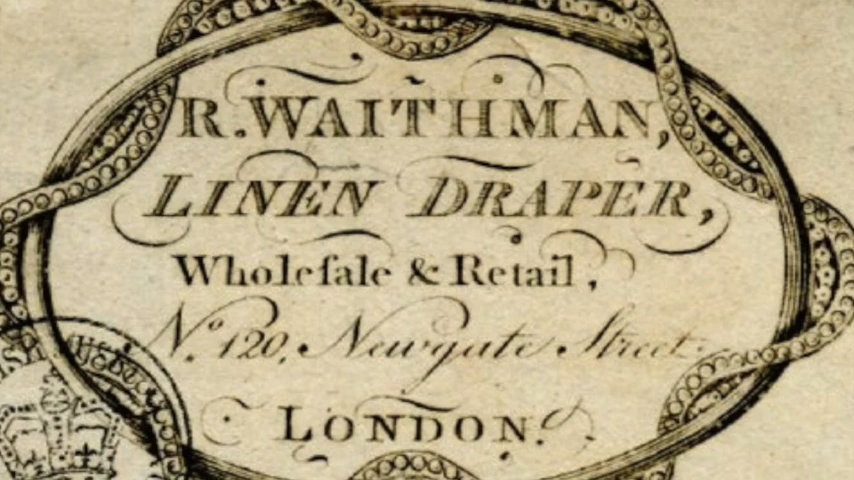 R. WAITHMAN,
LINEN DRAPER,
Wholeſale & Retail,
No. 120, Newgate Street
LONDON.